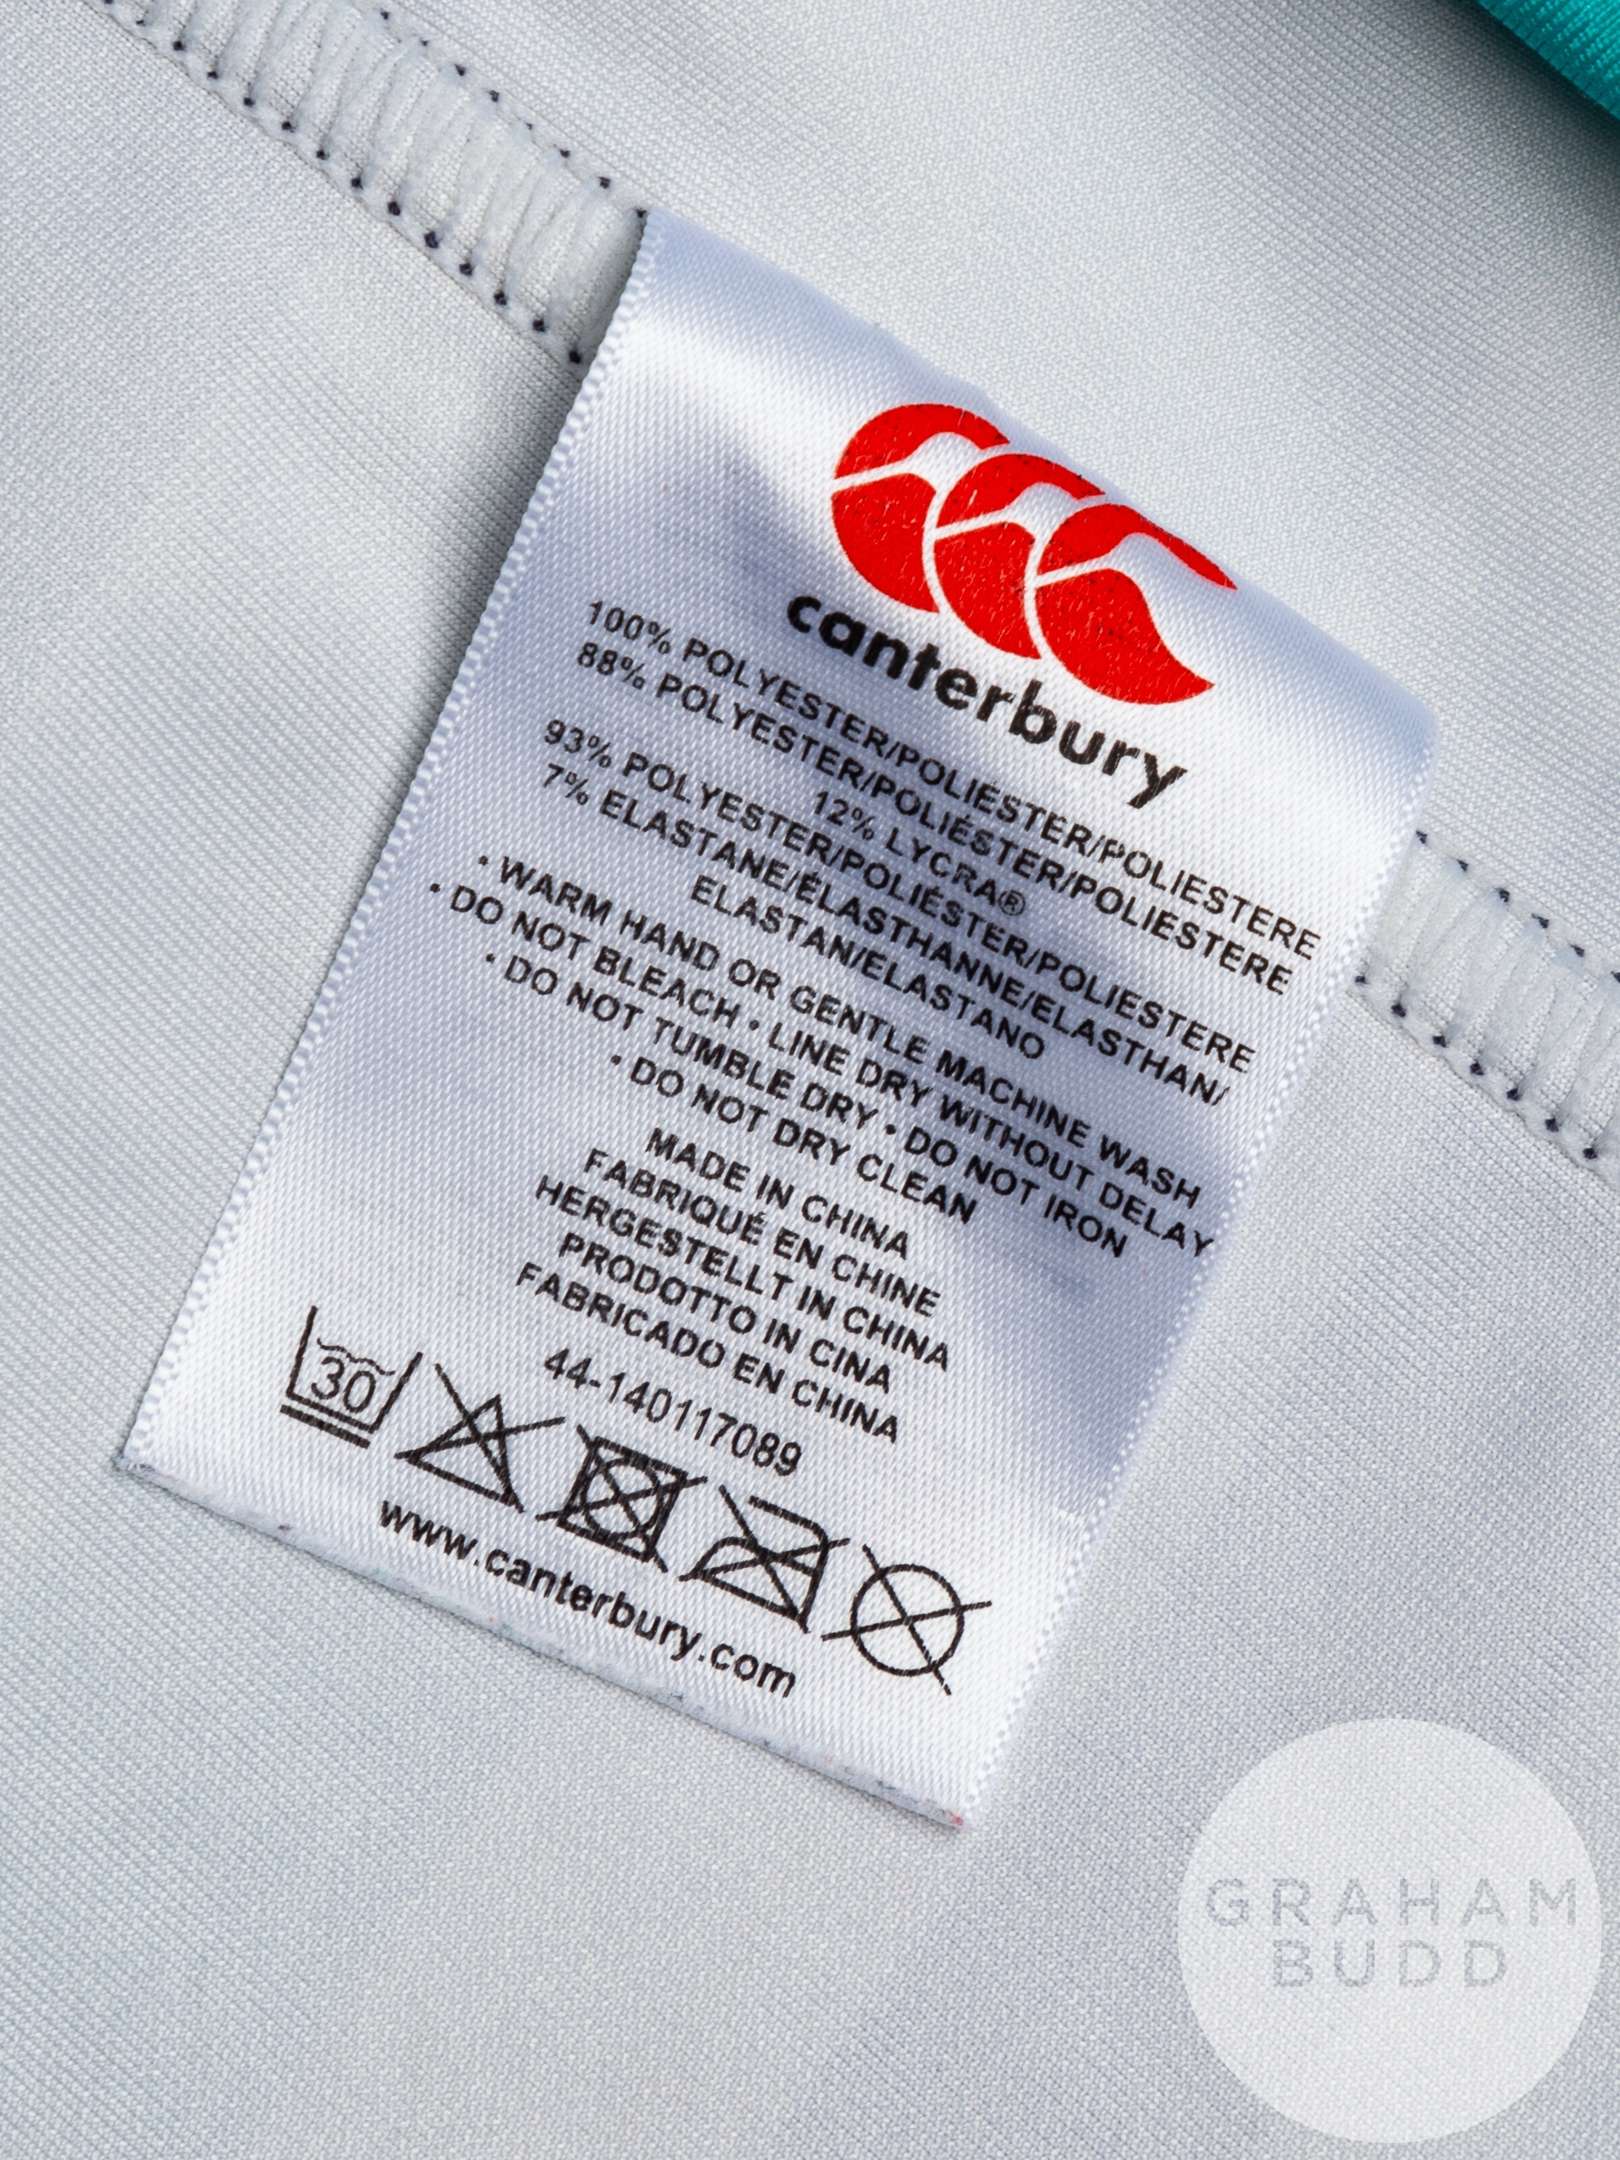 canterbury
100% POLYESTER/POLIÉSTER/POLIESTERE
88% POLYESTER/POLIÉSTER/POLIESTERE
12% LYCRA®
93% POLYESTER/POLIÉSTER/POLIESTERE
7% ELASTANE/ÉLASTHANNE/ELASTHAN/
ELASTAN/ELASTANO
• WARM HAND OR GENTLE MACHINE WASH
• DO NOT BLEACH • LINE DRY WITHOUT DELAY
• DO NOT TUMBLE DRY • DO NOT IRON
• DO NOT DRY CLEAN
MADE IN CHINA
FABRIQUÉ EN CHINE
HERGESTELLT IN CHINA
PRODOTTO IN CINA
FABRICADO EN CHINA
44-140117089
30
www.canterbury.com
GRAHAM
BUDD